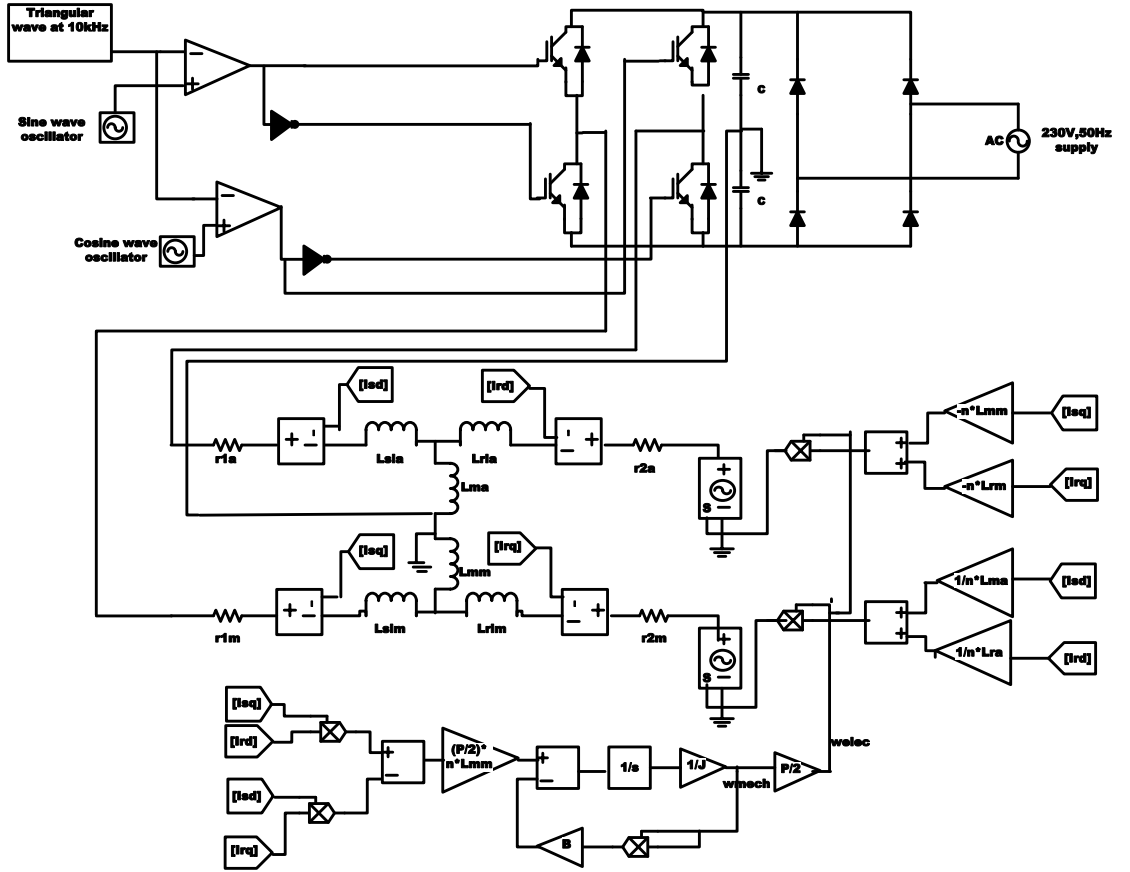 Triangular
wave at 10kHz
Sine wave
oscillator
Cosine wave
oscillator
C
C
AC
230V,50Hz
supply
[Isd]
[Ird]
r1a
Lsla
Lrla
r2a
Lma
S
-n*Lmm
[Isq]
-n*Lrm
[Irq]
[Isq]
[Irq]
Lmm
r1m
Lslm
Lrlm
r2m
S
1/n*Lma
[Isd]
1/n*Lra
[Ird]
[Isq]
[Ird]
[Isd]
[Irq]
(P/2)*
n*Lmm
1/s
1/J
wmech
P/2
welec
B